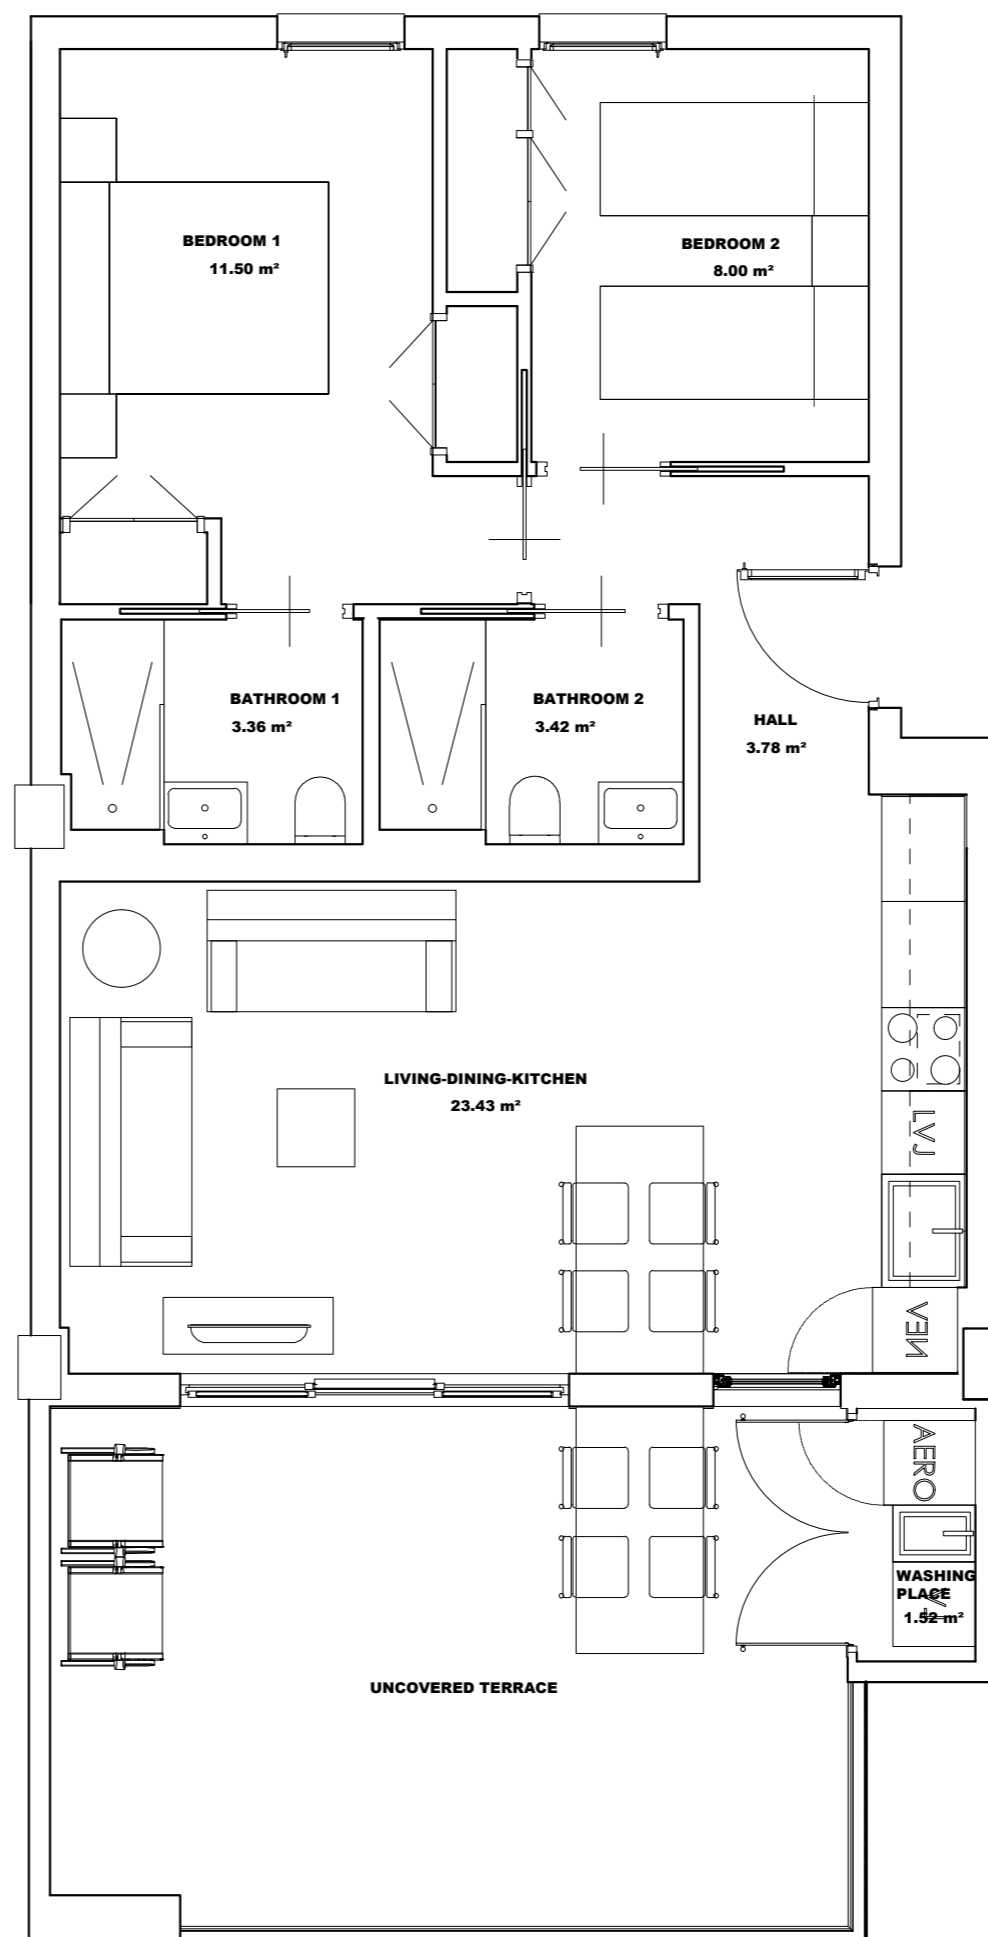 BEDROOM 1
11.50 m²
BEDROOM 2
8.00 m²
BATHROOM 1
3.36 m²
BATHROOM 2
3.42 m²
HALL
3.78 m²
LIVING-DINING-KITCHEN
23.43 m²
LVJ
NEV
AERO
WASHING
PLACE
1.52 m²
UNCOVERED TERRACE